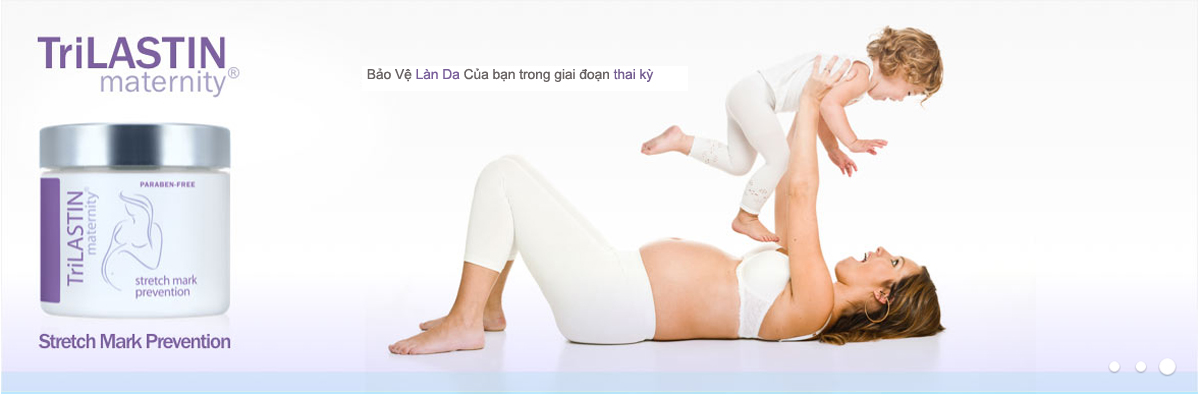 TriLASTIN
maternity®
Bảo Vệ Làn Da Của bạn trong giai đoạn thai kỳ
PARABEN-FREE
TriLASTIN
maternity®
stretch mark
prevention
Stretch Mark Prevention